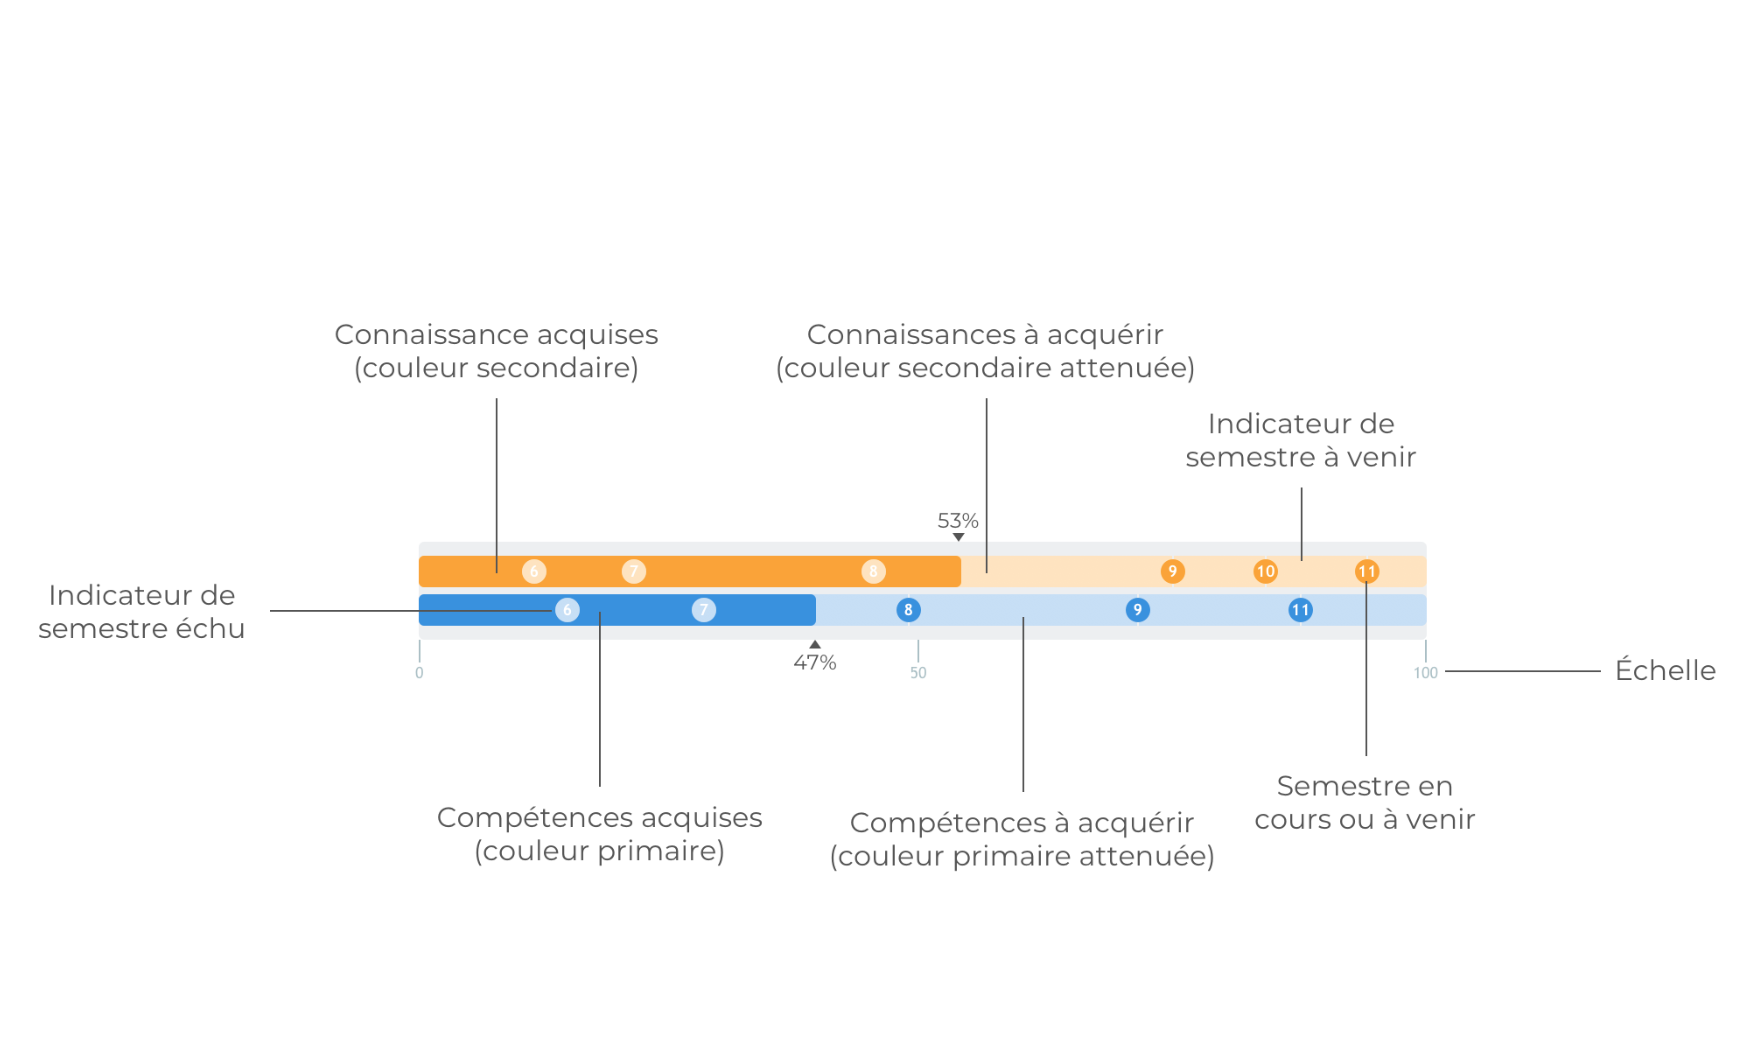 Connaissance acquises
(couleur secondaire)
Connaissances à acquérir
(couleur secondaire attenuée)
Indicateur de
semestre à venir
53%
6 7 8 9 10 11
Indicateur de
semestre échu
6 7 8 9 11
47%
0 50 100
Échelle
Compétences acquises
(couleur primaire)
Compétences à acquérir
(couleur primaire attenuée)
Semestre en
cours ou à venir